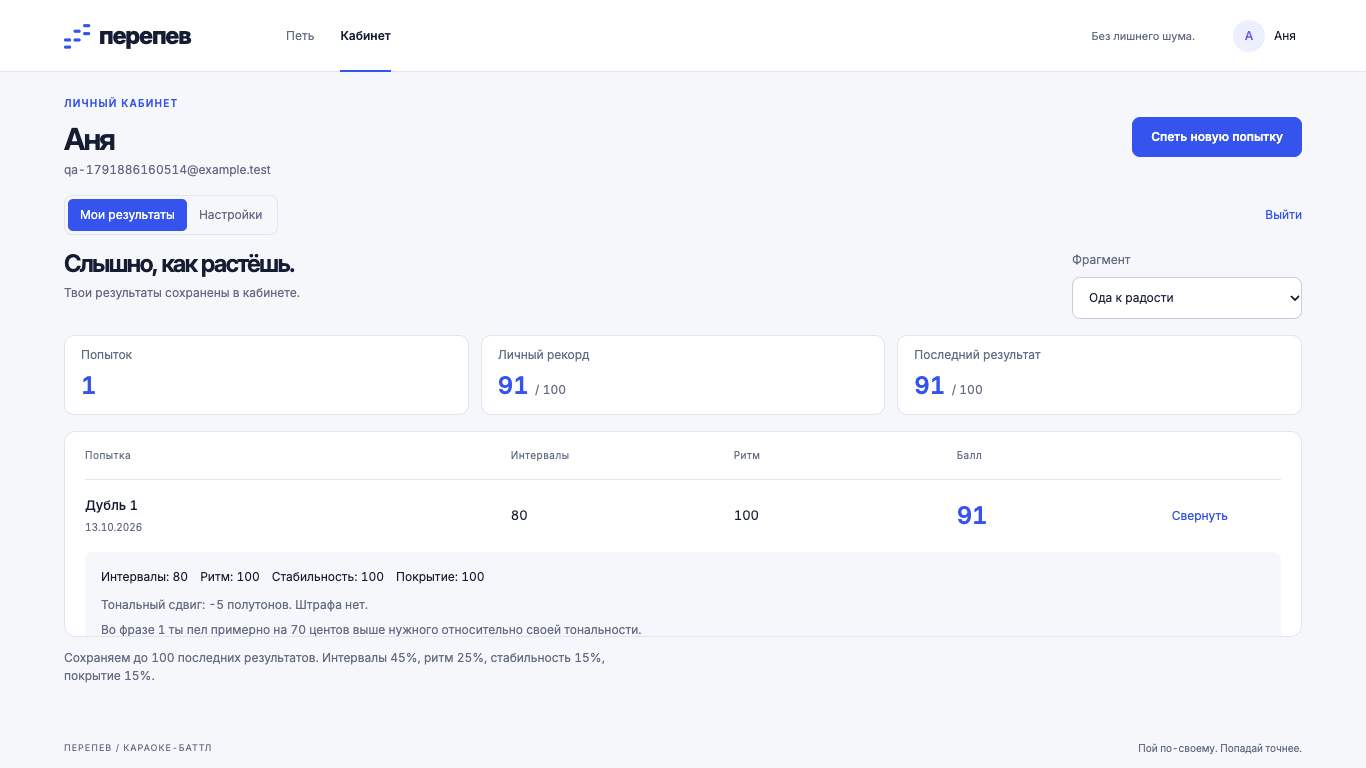 перепев
Петь
Кабинет
Без лишнего шума.
А
Аня
ЛИЧНЫЙ КАБИНЕТ
Аня
qa-1791886160514@example.test
Спеть новую попытку
Мои результаты
Настройки
Выйти
Слышно, как растёшь.
Твои результаты сохранены в кабинете.
Фрагмент
Ода к радости
Попыток
1
Личный рекорд
91 / 100
Последний результат
91 / 100
Попытка Интервалы Ритм Балл
Дубль 1
13.10.2026
80 100 91 Свернуть
Интервалы: 80 Ритм: 100 Стабильность: 100 Покрытие: 100
Тональный сдвиг: -5 полутонов. Штрафа нет.
Во фразе 1 ты пел примерно на 70 центов выше нужного относительно своей тональности.
Сохраняем до 100 последних результатов. Интервалы 45%, ритм 25%, стабильность 15%,
покрытие 15%.
ПЕРЕПЕВ / КАРАОКЕ-БАТТЛ
Пой по-своему. Попадай точнее.